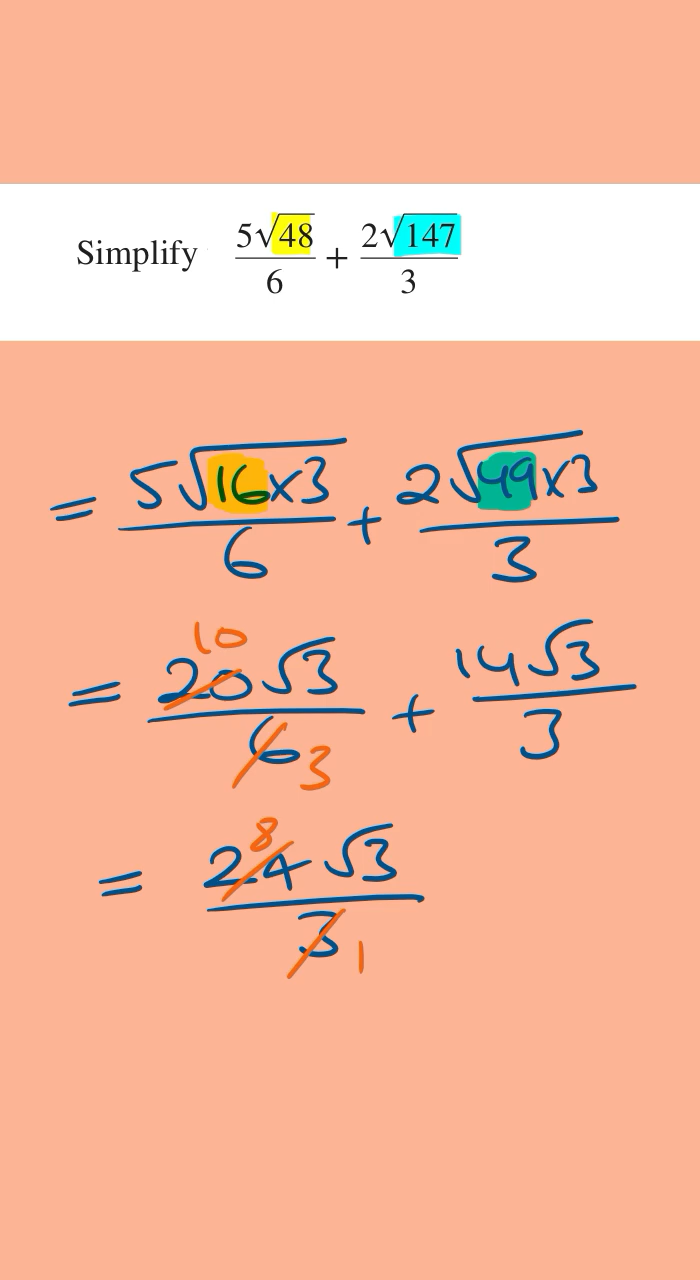 Simplify 5√48/6 + 2√147/3
= 5√16×3/6 + 2√49×3/3
10
= 20√3/6 3 + 14√3/3
8
= 24√3/3 1